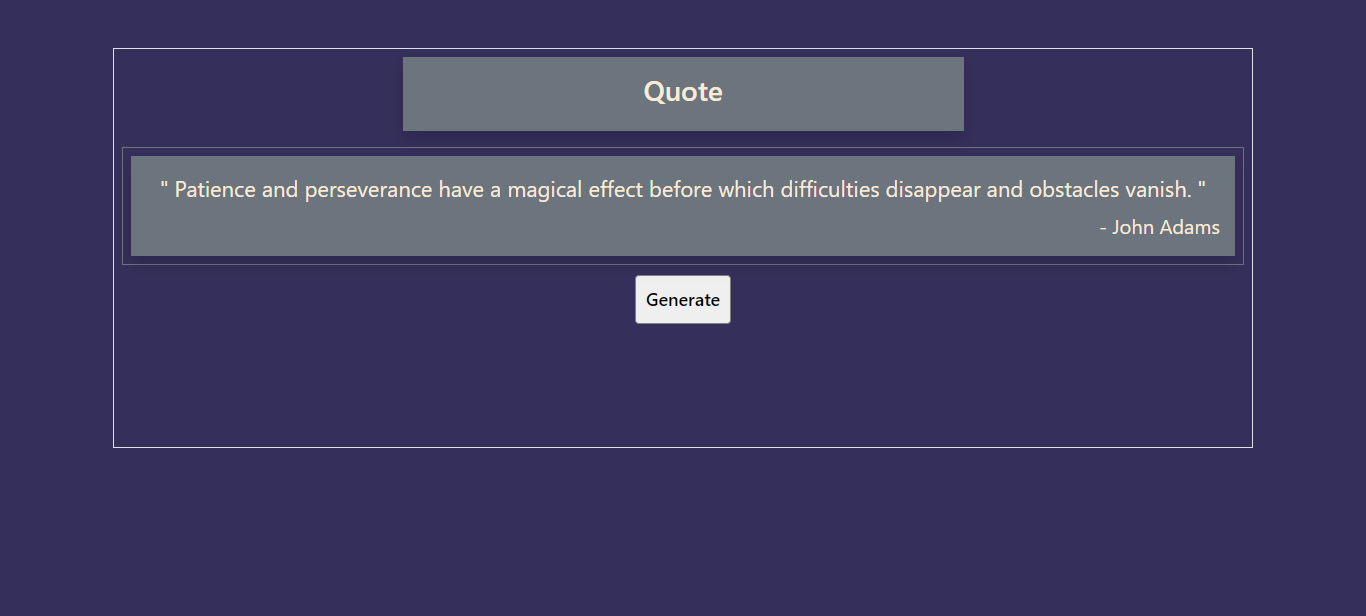 Quote
" Patience and perseverance have a magical effect before which difficulties disappear and obstacles vanish. "
- John Adams
Generate